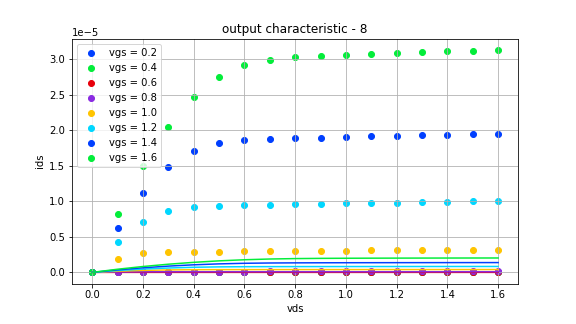 output characteristic - 8
1e−5
vgs = 0.2
vgs = 0.4
vgs = 0.6
vgs = 0.8
vgs = 1.0
vgs = 1.2
vgs = 1.4
vgs = 1.6
3.0
2.5
2.0
1.5
1.0
0.5
0.0
ids
0.0 0.2 0.4 0.6 0.8 1.0 1.2 1.4 1.6
vds